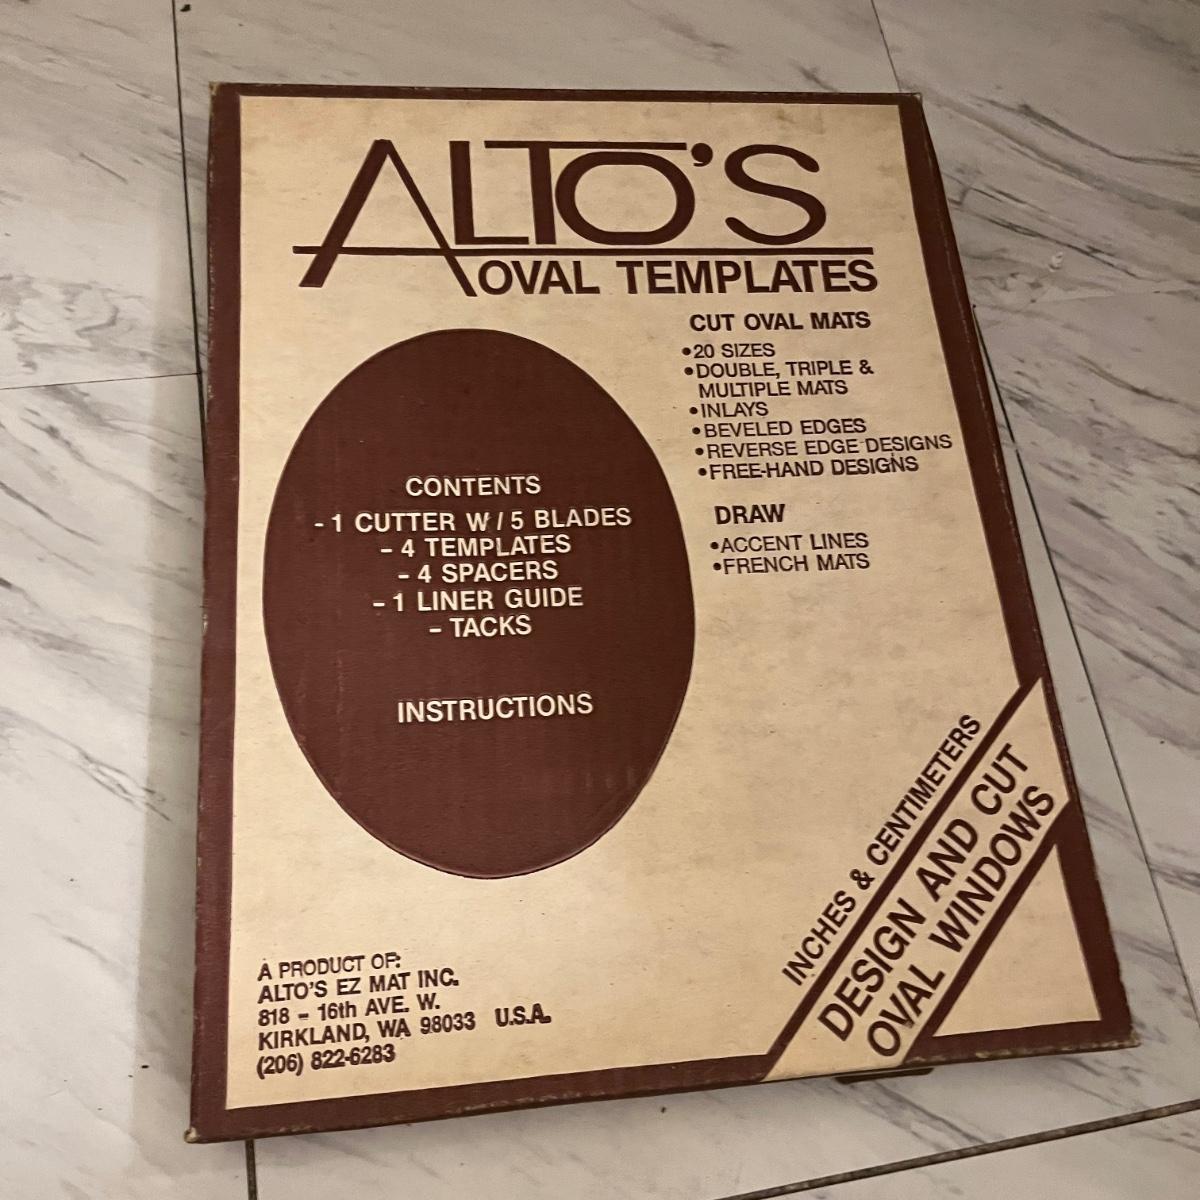 ALTO'S
OVAL TEMPLATES
CUT OVAL MATS
•20 SIZES
•DOUBLE, TRIPLE &
MULTIPLE MATS
•INLAYS
•BEVELED EDGES
•REVERSE EDGE DESIGNS
•FREE-HAND DESIGNS
DRAW
•ACCENT LINES
•FRENCH MATS
CONTENTS
- 1 CUTTER W/5 BLADES
- 4 TEMPLATES
- 4 SPACERS
- 1 LINER GUIDE
- TACKS
INSTRUCTIONS
INCHES & CENTIMETERS
DESIGN AND CUT
OVAL WINDOWS
A PRODUCT OF:
ALTO'S EZ MAT INC.
818 - 16th AVE. W.
KIRKLAND, WA 98033 U.S.A.
(206) 822-6283